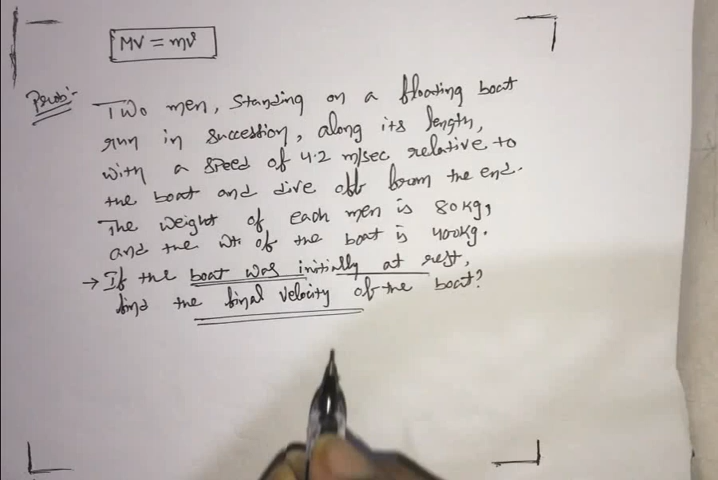 MV = mv
Prob:-
Two men, standing on a floating boat
run in succession, along its length,
with a speed of 4.2 m/sec relative to
the boat and dive off from the end.
The weight of each men is 80kg,
and the wt. of the boat is 400kg.
→ If the boat was initially at rest,
find the final velocity of the boat?